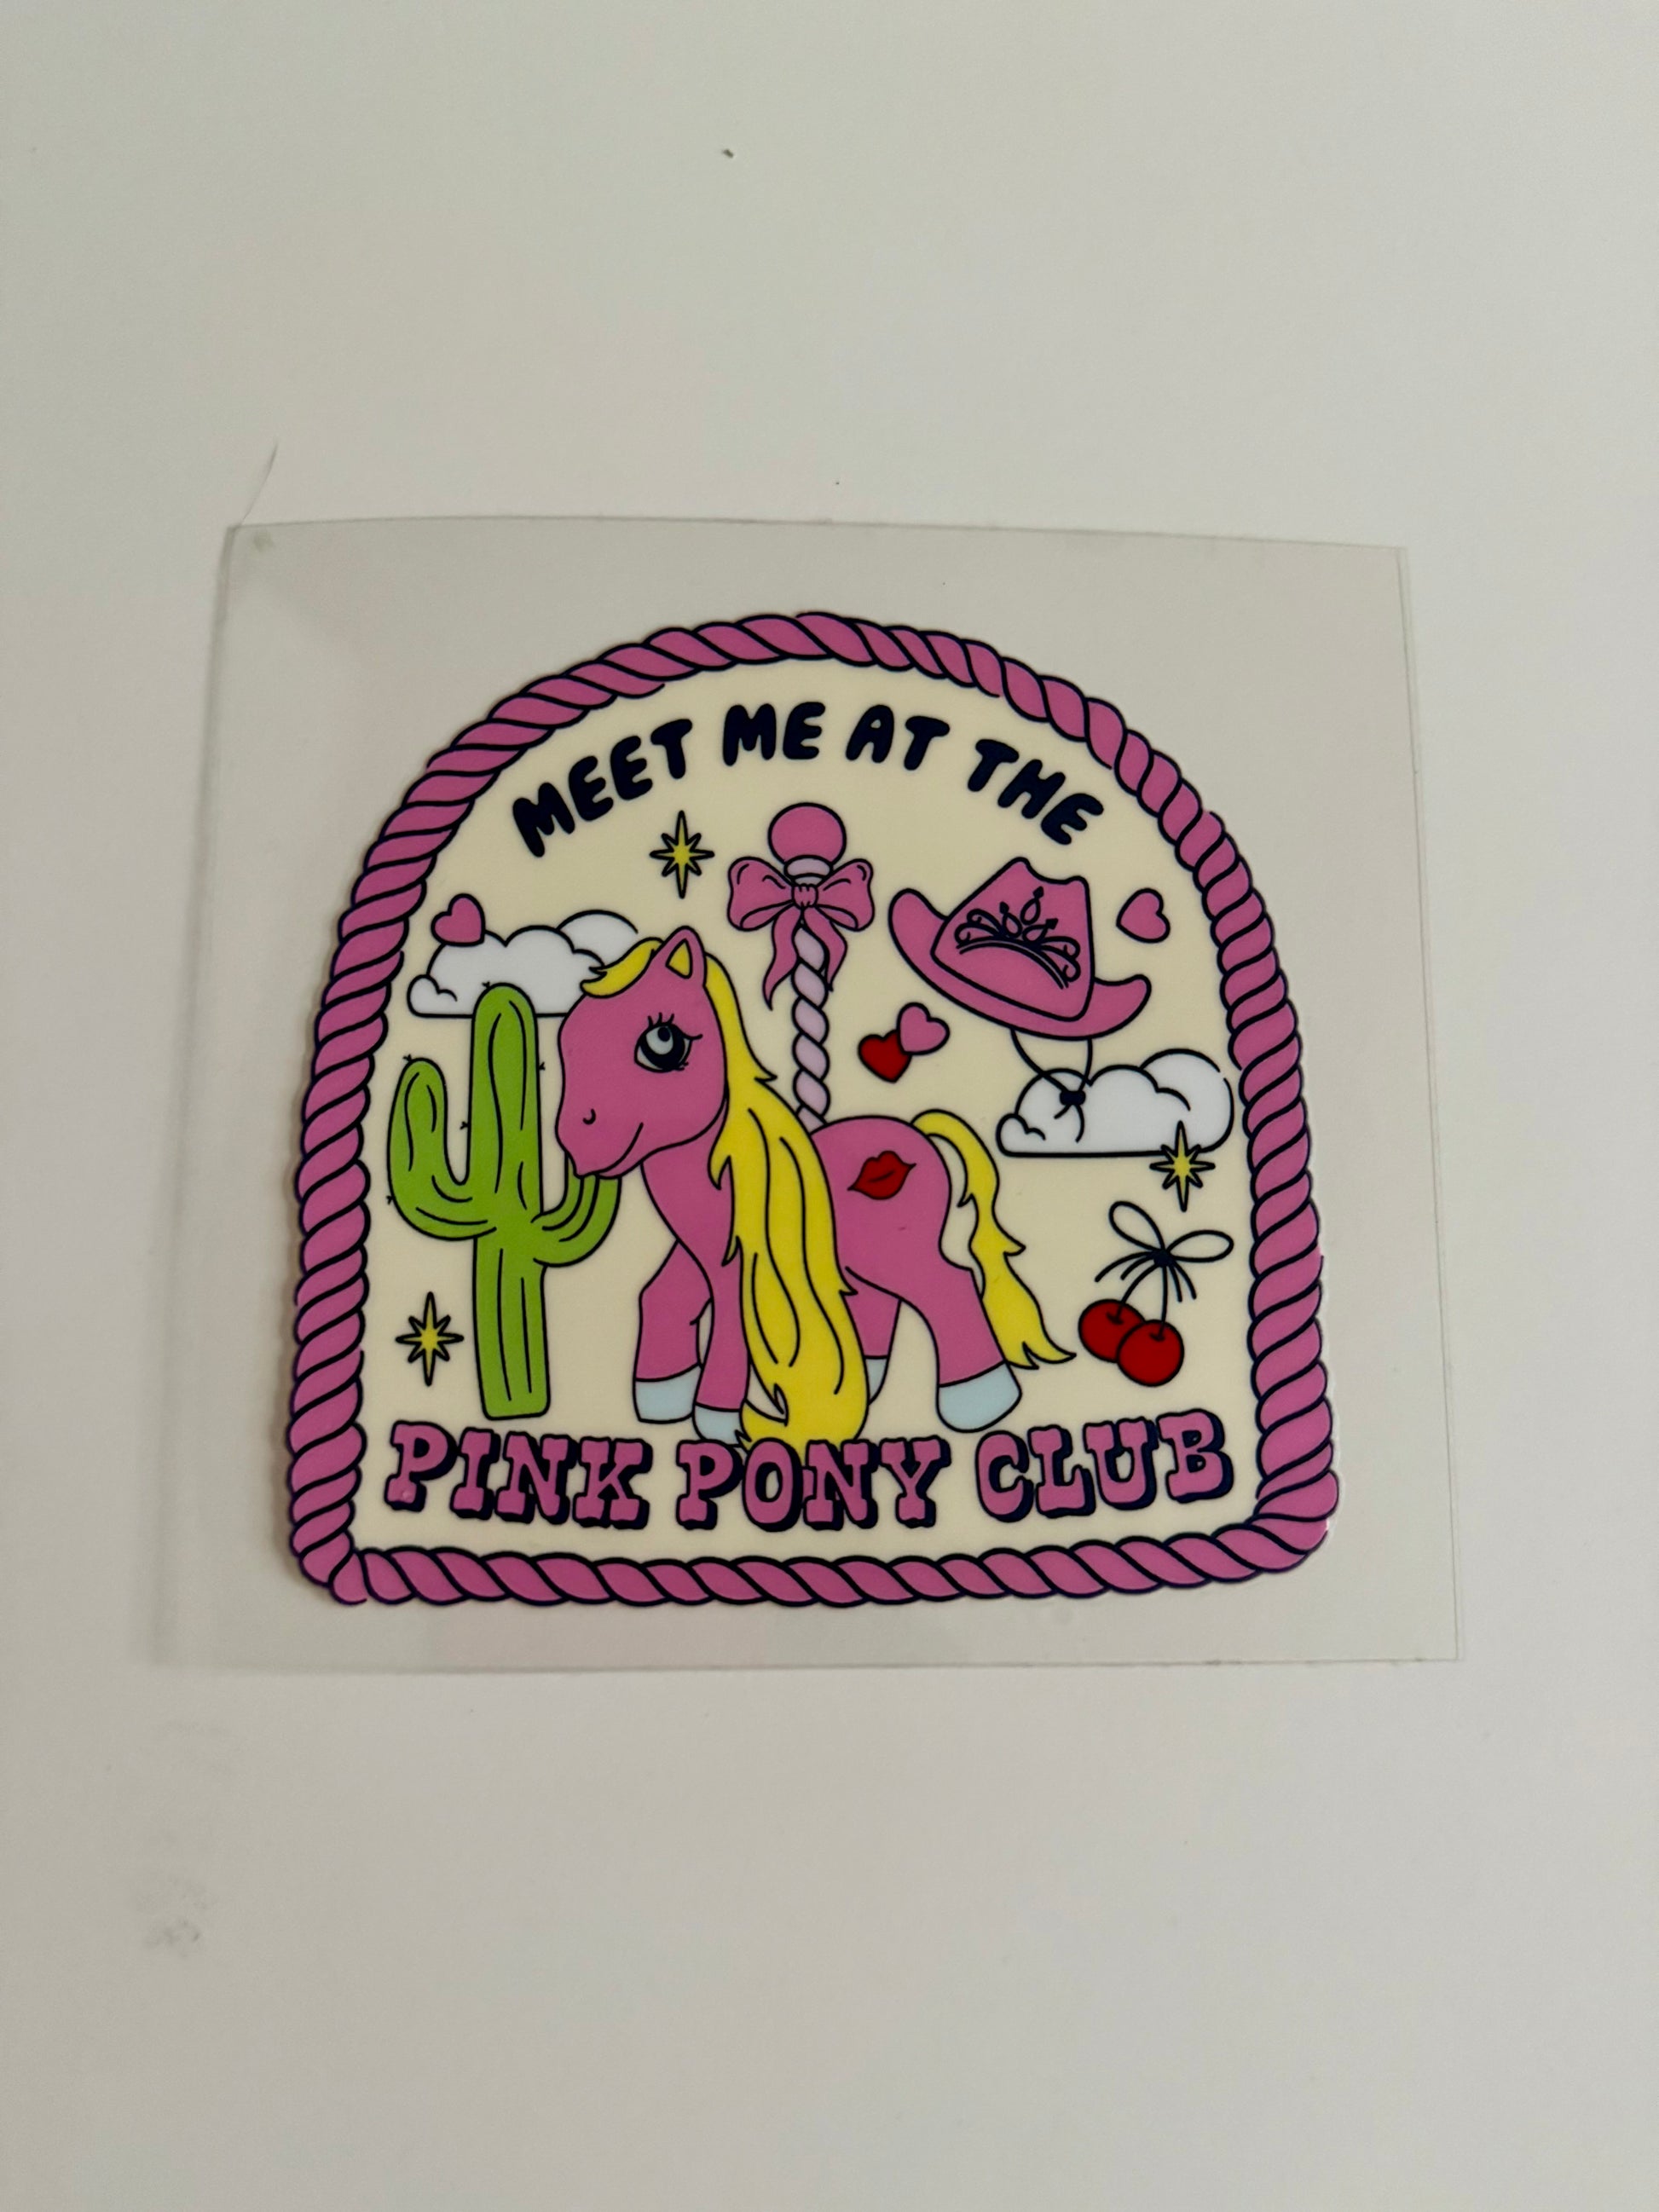 MEET ME AT THE
PINK PONY CLUB